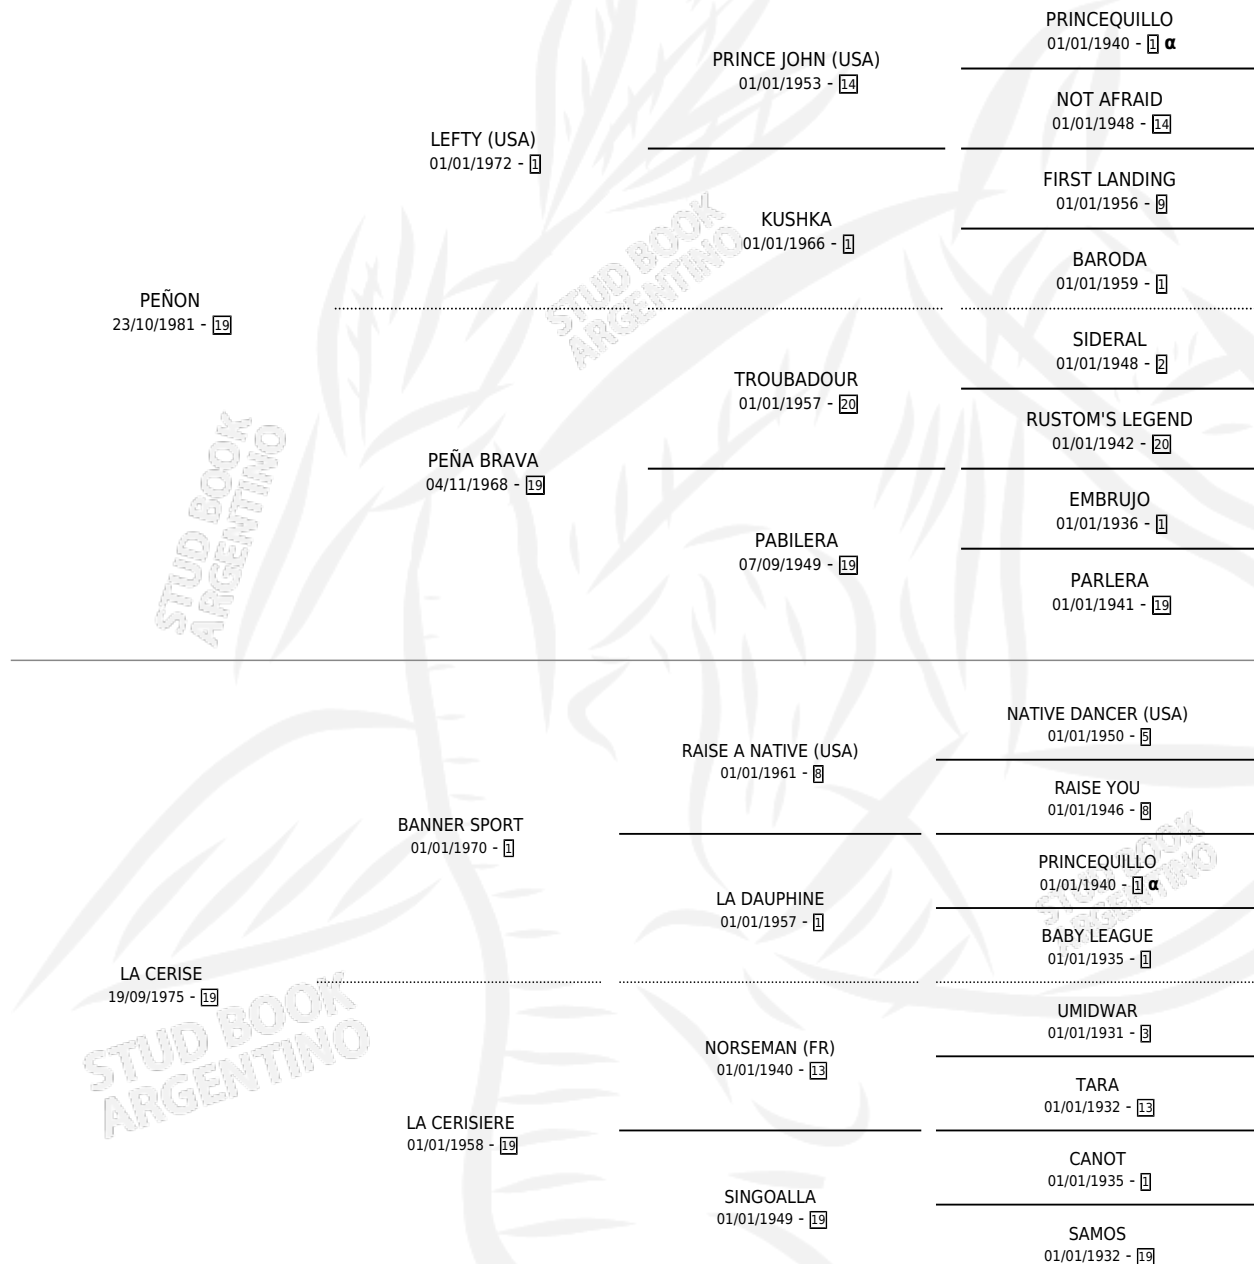 PRINCEQUILLO
01/01/1940 - 1 α
PRINCE JOHN (USA)
01/01/1953 - 14
NOT AFRAID
01/01/1948 - 14
LEFTY (USA)
01/01/1972 - 1
FIRST LANDING
01/01/1956 - 9
KUSHKA
01/01/1966 - 1
BARODA
01/01/1959 - 1
PEÑON
23/10/1981 - 19
SIDERAL
01/01/1948 - 2
TROUBADOUR
01/01/1957 - 20
RUSTOM'S LEGEND
01/01/1942 - 20
PEÑA BRAVA
04/11/1968 - 19
EMBRUJO
01/01/1936 - 1
PABILERA
07/09/1949 - 19
PARLERA
01/01/1941 - 19
NATIVE DANCER (USA)
01/01/1950 - 5
RAISE A NATIVE (USA)
01/01/1961 - 8
RAISE YOU
01/01/1946 - 8
BANNER SPORT
01/01/1970 - 1
PRINCEQUILLO
01/01/1940 - 1 α
LA DAUPHINE
01/01/1957 - 1
BABY LEAGUE
01/01/1935 - 1
LA CERISE
19/09/1975 - 19
UMIDWAR
01/01/1931 - 3
NORSEMAN (FR)
01/01/1940 - 13
TARA
01/01/1932 - 13
LA CERISIERE
01/01/1958 - 19
CANOT
01/01/1935 - 1
SINGOALLA
01/01/1949 - 19
SAMOS
01/01/1932 - 19
STUD BOOK
ARGENTINO
STUD BOOK
ARGENTINO
STUD BOOK
ARGENTINO
STUD BOOK
ARGENTINO